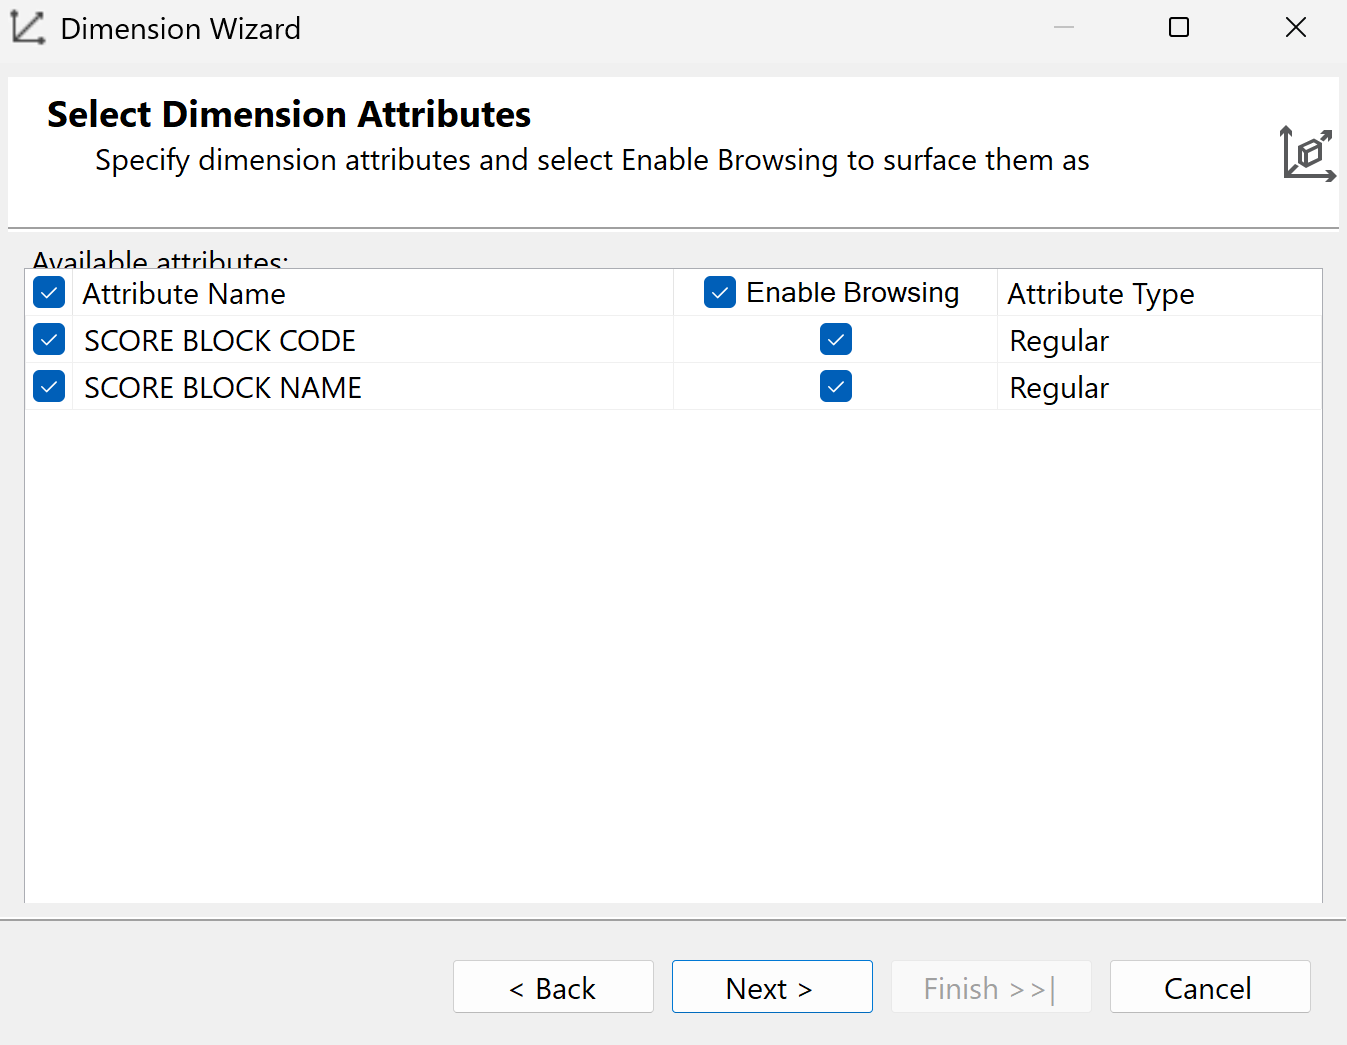 Dimension Wizard
Select Dimension Attributes
Specify dimension attributes and select Enable Browsing to surface them as
Available attributes:
Attribute Name Enable Browsing Attribute Type
SCORE BLOCK CODE Regular
SCORE BLOCK NAME Regular
< Back Next > Finish >>| Cancel